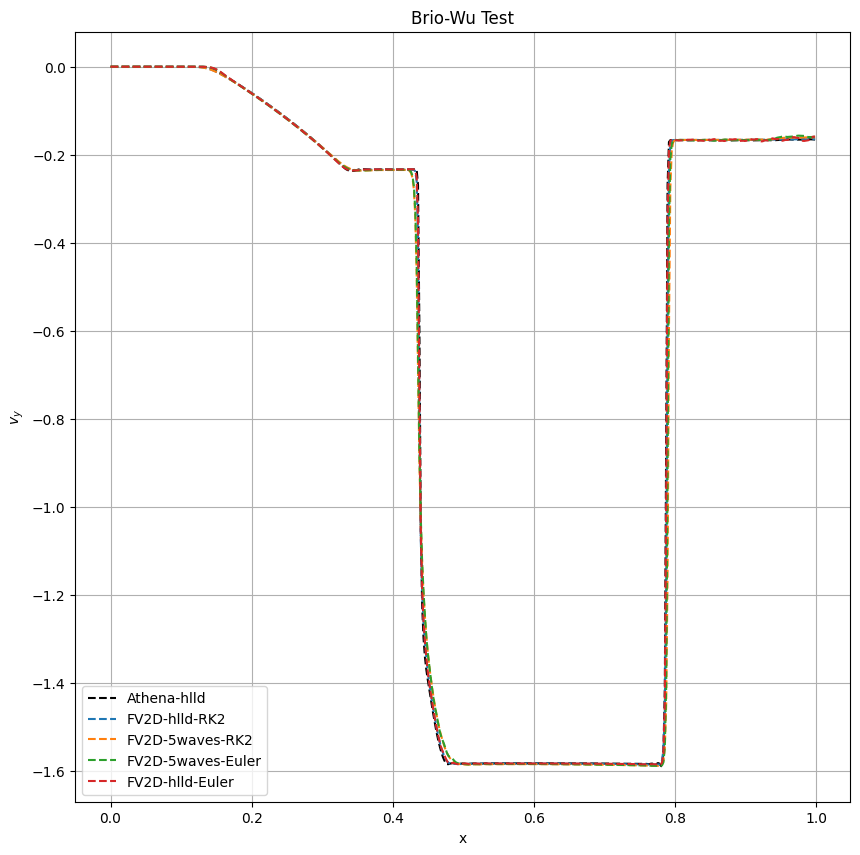 Brio-Wu Test
0.0
−0.2
−0.4
−0.6
−0.8
−1.0
−1.2
−1.4
−1.6
v_y
Athena-hlld
FV2D-hlld-RK2
FV2D-5waves-RK2
FV2D-5waves-Euler
FV2D-hlld-Euler
0.0 0.2 0.4 0.6 0.8 1.0
x